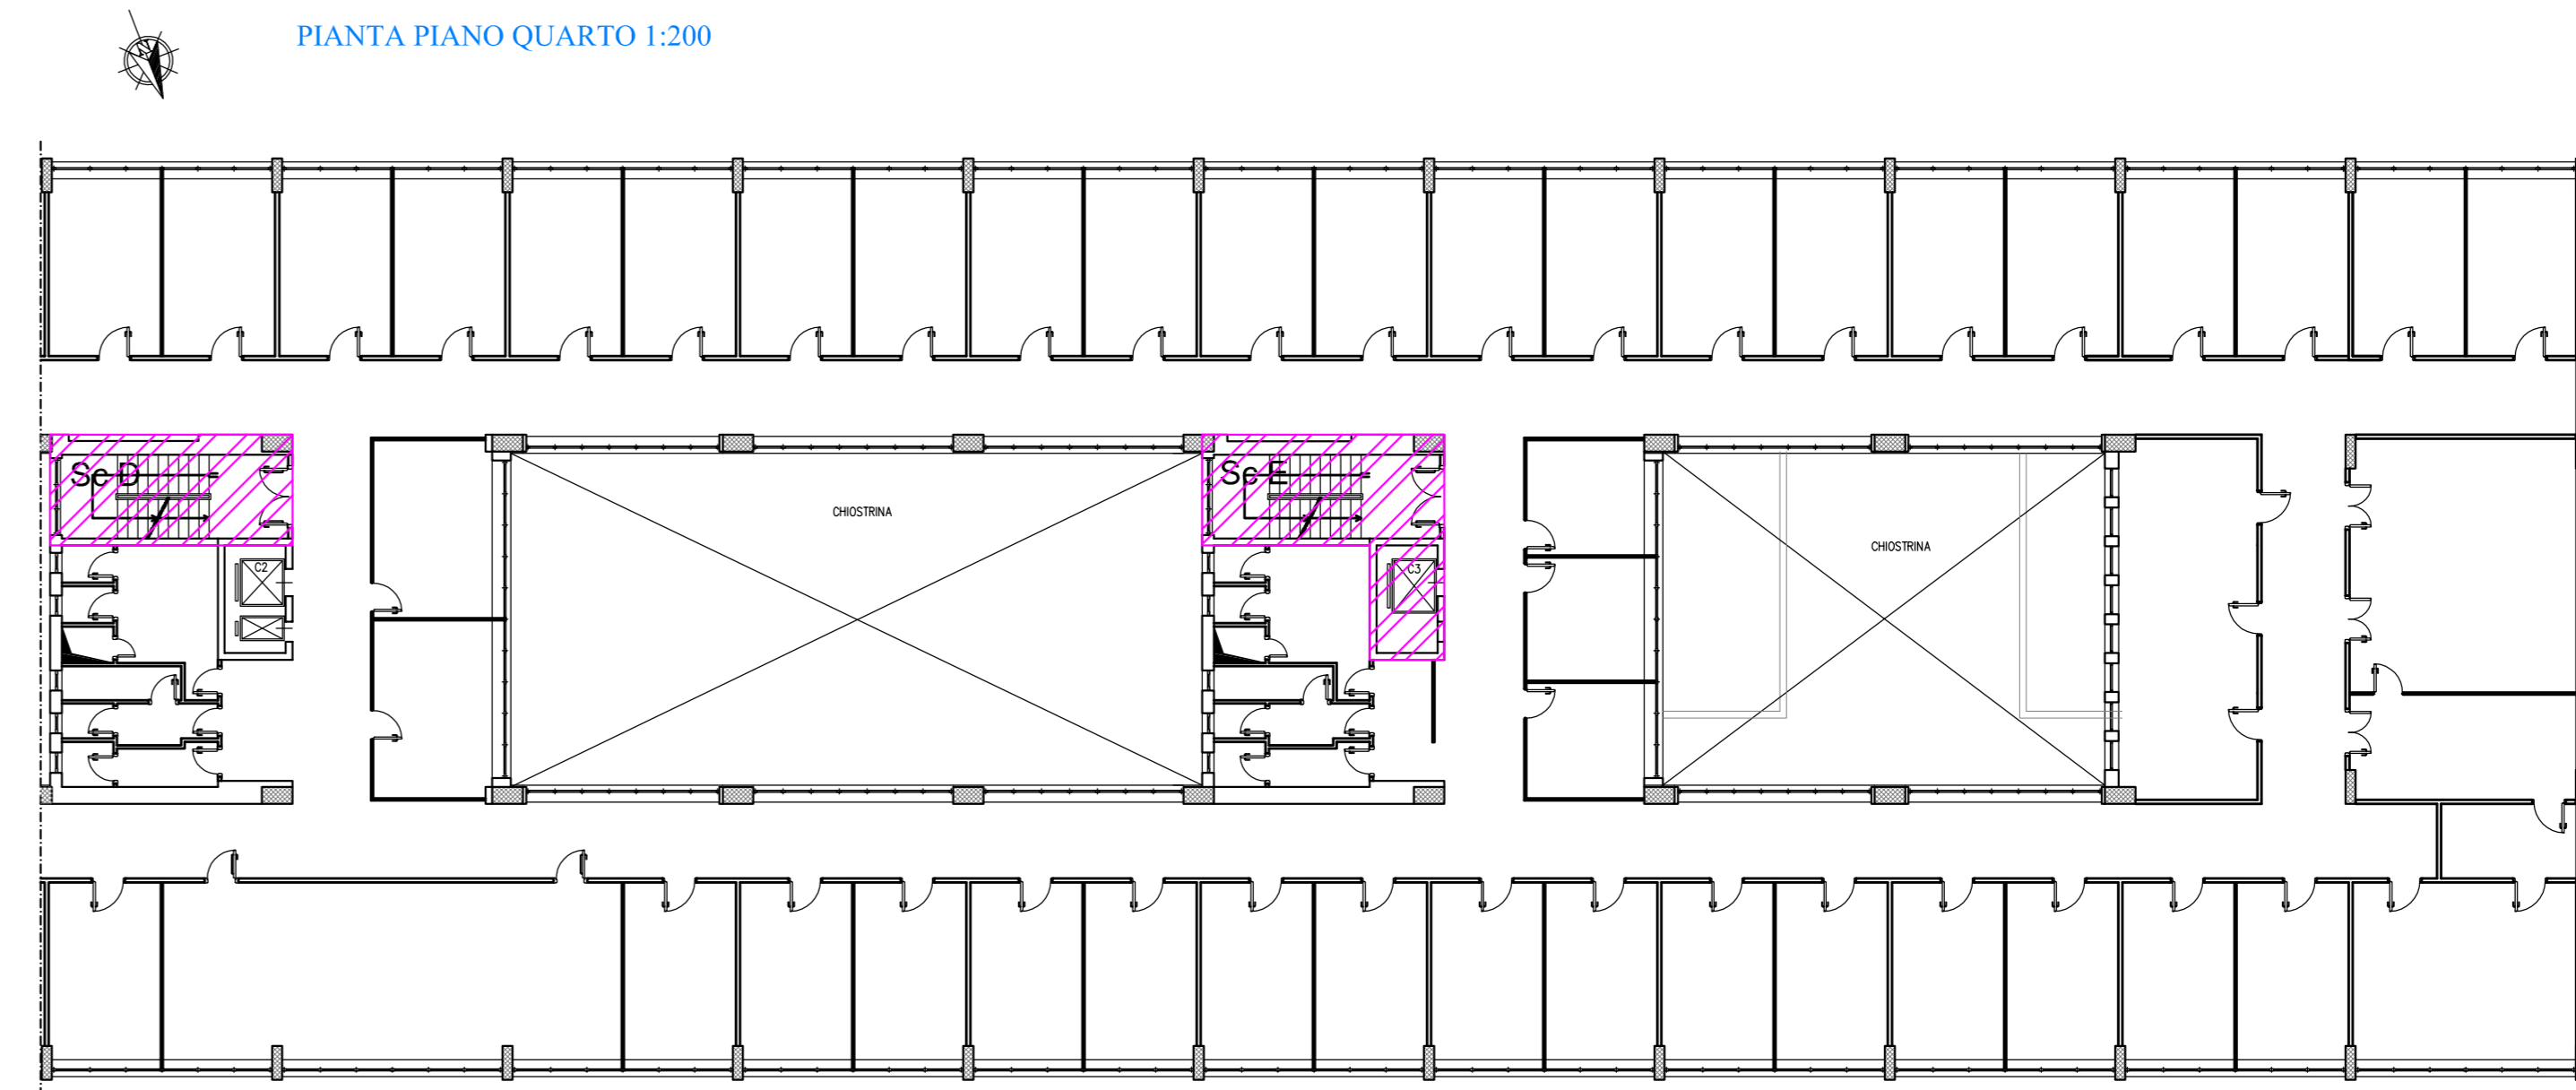 PIANTA PIANO QUARTO 1:200
N
Sc D
Sc E
CHIOSTRINA
CHIOSTRINA
C2
C3